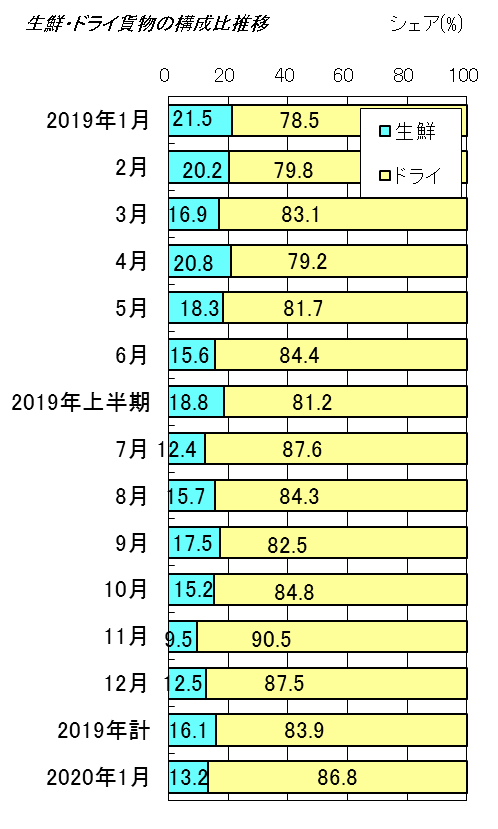 生鮮・ドライ貨物の構成比推移 シェア(%)
0 20 40 60 80 100
2019年1月 21.5 78.5
生鮮
2月 20.2 79.8
ドライ
3月 16.9 83.1
4月 20.8 79.2
5月 18.3 81.7
6月 15.6 84.4
2019年上半期 18.8 81.2
7月 12.4 87.6
8月 15.7 84.3
9月 17.5 82.5
10月 15.2 84.8
11月 9.5 90.5
12月 12.5 87.5
2019年計 16.1 83.9
2020年1月 13.2 86.8